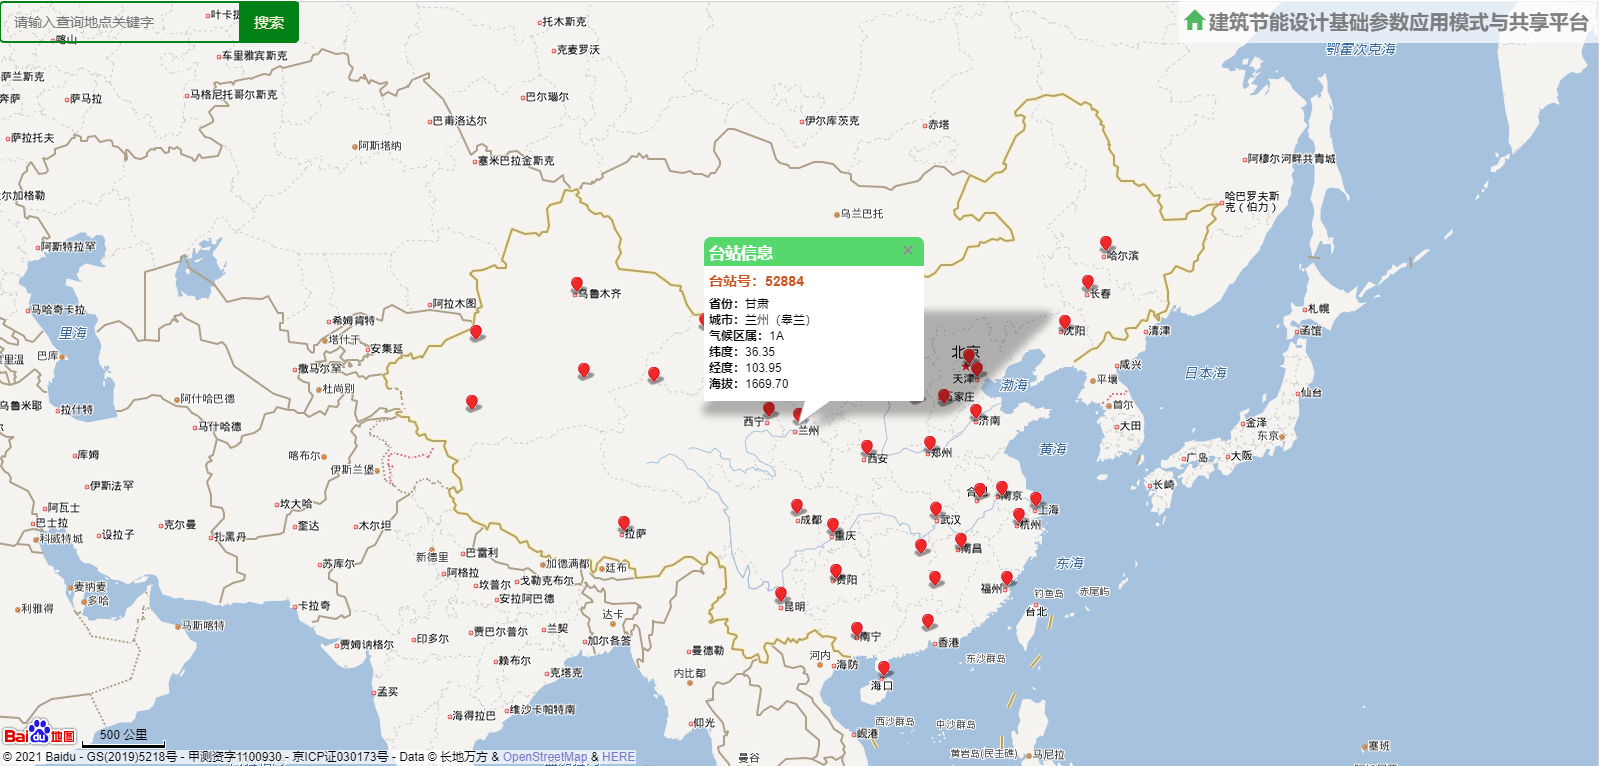 请输入查询地点关键字
搜索
建筑节能设计基础参数应用模式与共享平台
叶卡捷
托木斯克
喀山
车里雅宾斯克
克麦罗沃
鄂霍次克海
萨兰斯克
奔萨
萨马拉
马格尼托哥尔斯克
巴尔瑙尔
巴甫洛达尔
伊尔库茨克
赤塔
萨拉托夫
阿斯塔纳
塞米巴拉金斯克
阿穆尔河畔共青城
尔加格勒
哈巴罗夫斯
克（伯力）
乌兰巴托
阿斯特拉罕
哈尔滨
台站信息
台站号：52884
省份：甘肃
城市：兰州（皋兰）
气候区属：1A
纬度：36.35
经度：103.95
海拔：1669.70
乌鲁木齐
长春
阿拉木图
马哈奇卡拉
札幌
希姆肯特
沈阳
清津
函馆
里海
塔什干
安集延
北京
巴库
里温
撒马尔罕
天津
渤海
咸兴
平壤
日本海
杜尚别
石家庄
仙台
乌鲁米耶
拉什特
阿什哈巴德
首尔
西宁
兰州
济南
大田
金泽
东京
马什哈德
库姆
喀布尔
伊斯兰堡
西安
郑州
黄海
广岛
大阪
伊斯法罕
合肥
南京
长崎
坎大哈
阿瓦士
巴士拉
上海
克尔曼
奎达
木尔坦
成都
武汉
杭州
设拉子
科威特城
扎黑丹
拉萨
重庆
南昌
新德里
巴雷利
苏库尔
加德满都
廷布
东海
阿格拉
坎普尔
戈勒克布尔
贵阳
福州
麦纳麦
多哈
安拉阿巴德
钓鱼岛
赤尾屿
利雅得
卡拉奇
达卡
昆明
台北
马斯喀特
贾巴尔普尔
兰契
印多尔
加尔各答
南宁
香港
贾姆讷格尔
曼德勒
河内
海防
东沙群岛
赖布尔
克塔克
内比都
海口
孟买
海得拉巴
维沙卡帕特南
仰光
西沙群岛
中沙群岛
岘港
黄岩岛(民主礁)
马尼拉
塞班
曼谷
Bai du 地图
500 公里
© 2021 Baidu - GS(2019)5218号 - 甲测资字1100930 - 京ICP证030173号 - Data © 长地万方 & OpenStreetMap & HERE